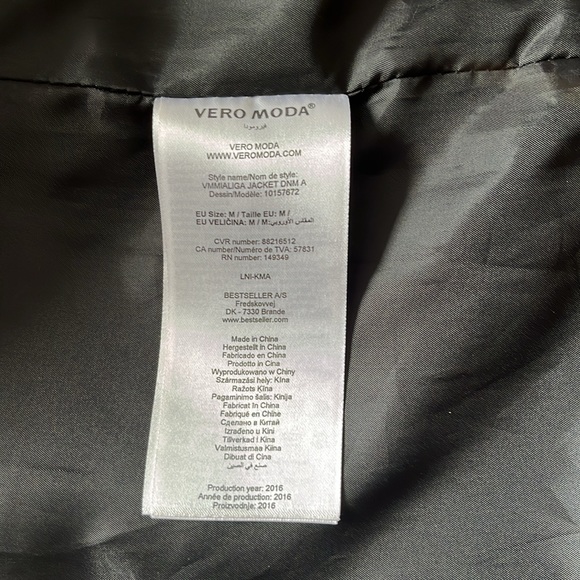 VERO MODA®
فيرومودا
VERO MODA
WWW.VEROMODA.COM
Style name/Nom de style:
VMMIALIGA JACKET DNM A
Dessin/Modèle: 10157672
EU Size: M / Taille EU: M /
EU VELIČINA: M / M:المقاس الأوروبي
CVR number: 88216512
CA number/Numéro de TVA: 57831
RN number: 149349
LNI-KMA
BESTSELLER A/S
Fredskovvej
DK - 7330 Brande
www.bestseller.com
Made in China
Hergestellt in China
Fabricado en China
Prodotto in Cina
Wyprodukowano w Chiny
Származási hely: Kína
Ražots Ķīna
Pagaminimo šalis: Kinija
Fabricat în China
Fabriqué en Chine
Сделано в Китай
Izrađeno u Kini
Tillverkad i Kina
Valmistusmaa Kiina
Dibuat di Cina
صنع في الصين
Production year: 2016
Année de production: 2016
Proizvodnje: 2016